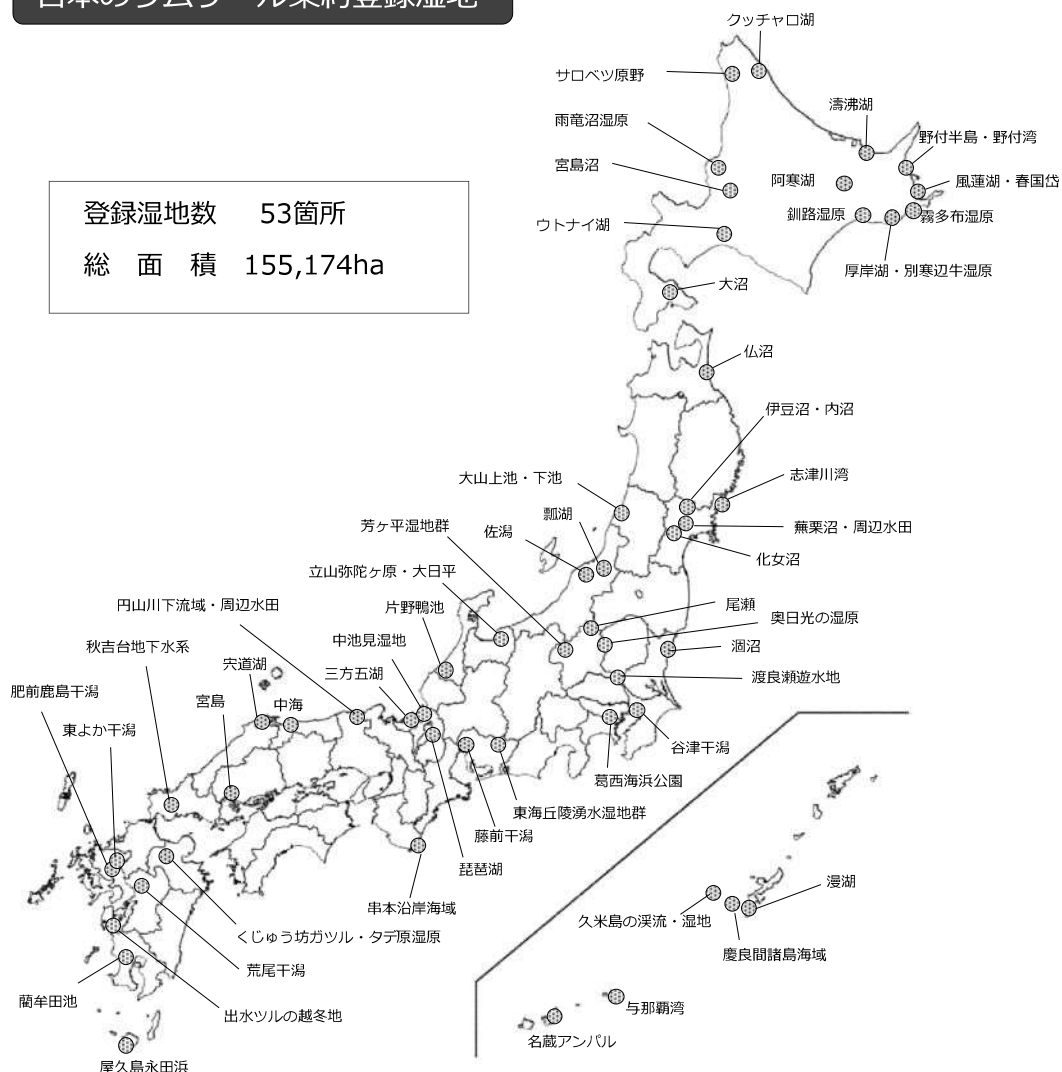 日本のラムサール条約登録湿地
クッチャロ湖
サロベツ原野
濤沸湖
雨竜沼湿原
野付半島・野付湾
宮島沼
阿寒湖
風蓮湖・春国岱
登録湿地数 53箇所
釧路湿原
霧多布湿原
ウトナイ湖
総 面 積 155,174ha
厚岸湖・別寒辺牛湿原
大沼
仏沼
伊豆沼・内沼
大山上池・下池
志津川湾
瓢湖
芳ヶ平湿地群
佐潟
蕪栗沼・周辺水田
化女沼
立山弥陀ヶ原・大日平
円山川下流域・周辺水田
片野鴨池
尾瀬
奥日光の湿原
中池見湿地
秋吉台地下水系
涸沼
宍道湖
三方五湖
渡良瀬遊水地
肥前鹿島干潟
宮島
中海
東よか干潟
谷津干潟
葛西海浜公園
東海丘陵湧水湿地群
藤前干潟
琵琶湖
漫湖
串本沿岸海域
久米島の渓流・湿地
くじゅう坊ガツル・タデ原湿原
慶良間諸島海域
荒尾干潟
藺牟田池
出水ツルの越冬地
与那覇湾
名蔵アンパル
屋久島永田浜